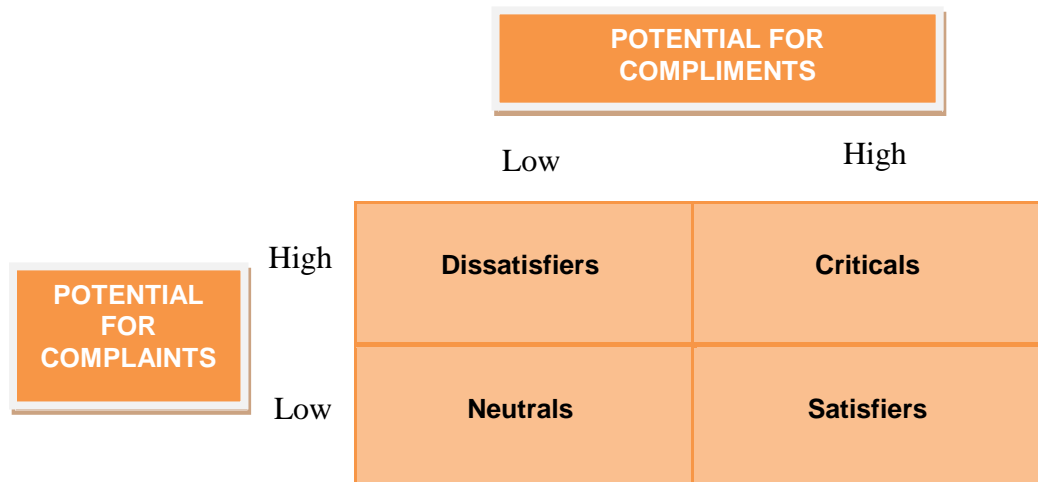 POTENTIAL FOR
COMPLIMENTS
Low
High
High
Dissatisfiers
Criticals
POTENTIAL
FOR
COMPLAINTS
Low
Neutrals
Satisfiers